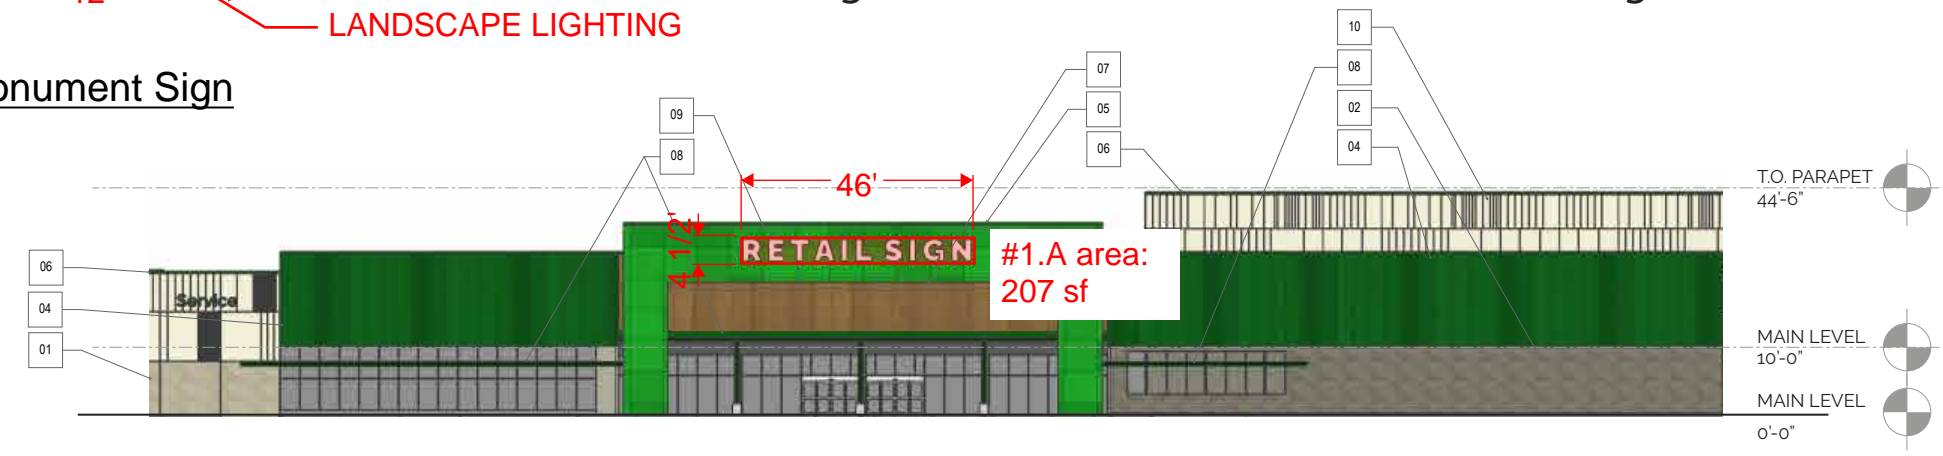 LANDSCAPE LIGHTING
onument Sign
10
07
08
09
05
02
08
06
04
46'
T.O. PARAPET
44'-6"
4 1/2'
RETAIL SIGN
#1.A area:
207 sf
06
Service
04
01
MAIN LEVEL
10'-0"
MAIN LEVEL
0'-0"